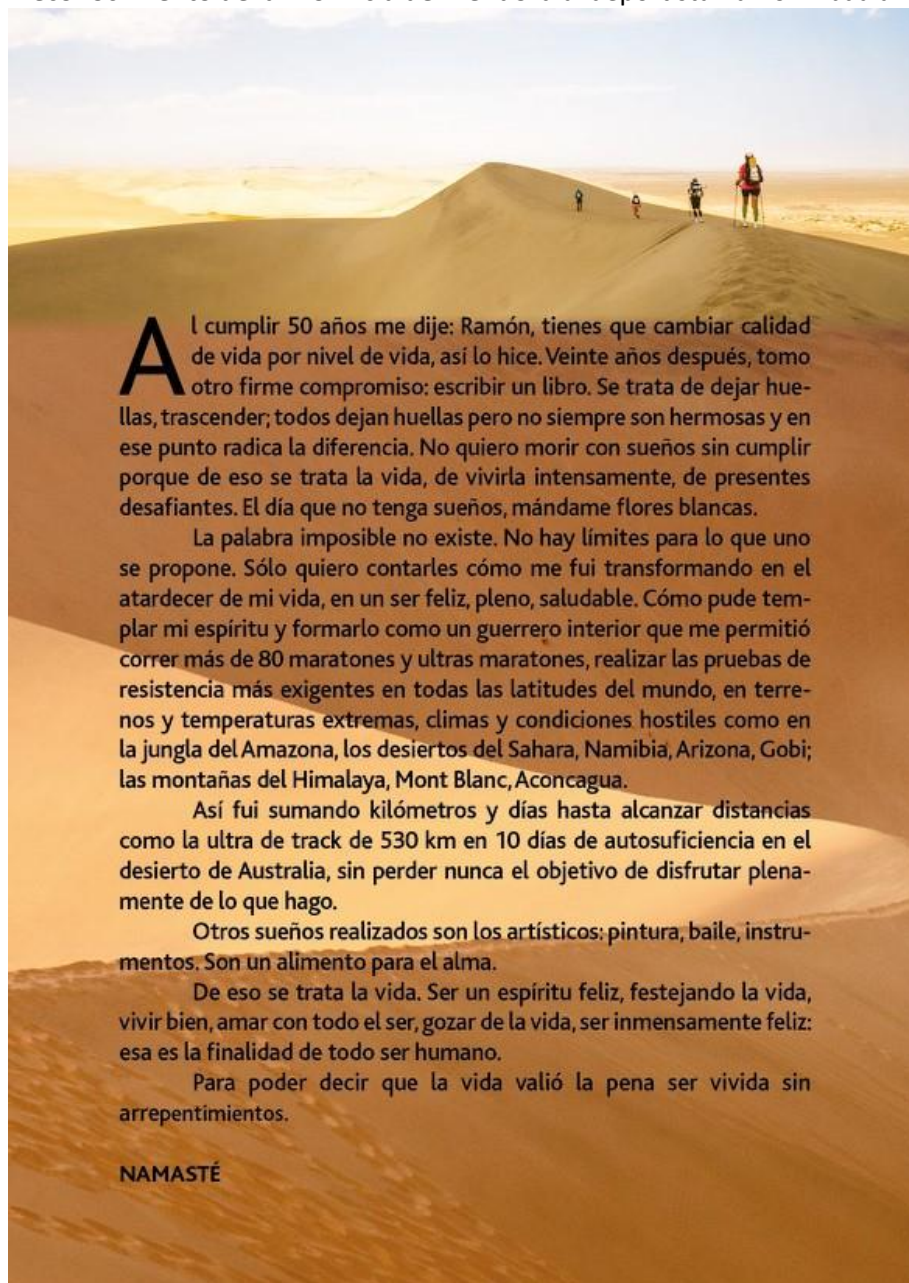 Al cumplir 50 años me dije: Ramón, tienes que cambiar calidad
de vida por nivel de vida, así lo hice. Veinte años después, tomo
otro firme compromiso: escribir un libro. Se trata de dejar hue-
llas, trascender; todos dejan huellas pero no siempre son hermosas y en
ese punto radica la diferencia. No quiero morir con sueños sin cumplir
porque de eso se trata la vida, de vivirla intensamente, de presentes
desafiantes. El día que no tenga sueños, mándame flores blancas.
La palabra imposible no existe. No hay límites para lo que uno
se propone. Sólo quiero contarles cómo me fui transformando en el
atardecer de mi vida, en un ser feliz, pleno, saludable. Cómo pude tem-
plar mi espíritu y formarlo como un guerrero interior que me permitió
correr más de 80 maratones y ultras maratones, realizar las pruebas de
resistencia más exigentes en todas las latitudes del mundo, en terre-
nos y temperaturas extremas, climas y condiciones hostiles como en
la jungla del Amazona, los desiertos del Sahara, Namibia, Arizona, Gobi;
las montañas del Himalaya, Mont Blanc, Aconcagua.
Así fui sumando kilómetros y días hasta alcanzar distancias
como la ultra de track de 530 km en 10 días de autosuficiencia en el
desierto de Australia, sin perder nunca el objetivo de disfrutar plena-
mente de lo que hago.
Otros sueños realizados son los artísticos: pintura, baile, instru-
mentos. Son un alimento para el alma.
De eso se trata la vida. Ser un espíritu feliz, festejando la vida,
vivir bien, amar con todo el ser, gozar de la vida, ser inmensamente feliz:
esa es la finalidad de todo ser humano.
Para poder decir que la vida valió la pena ser vivida sin
arrepentimientos.
NAMASTÉ